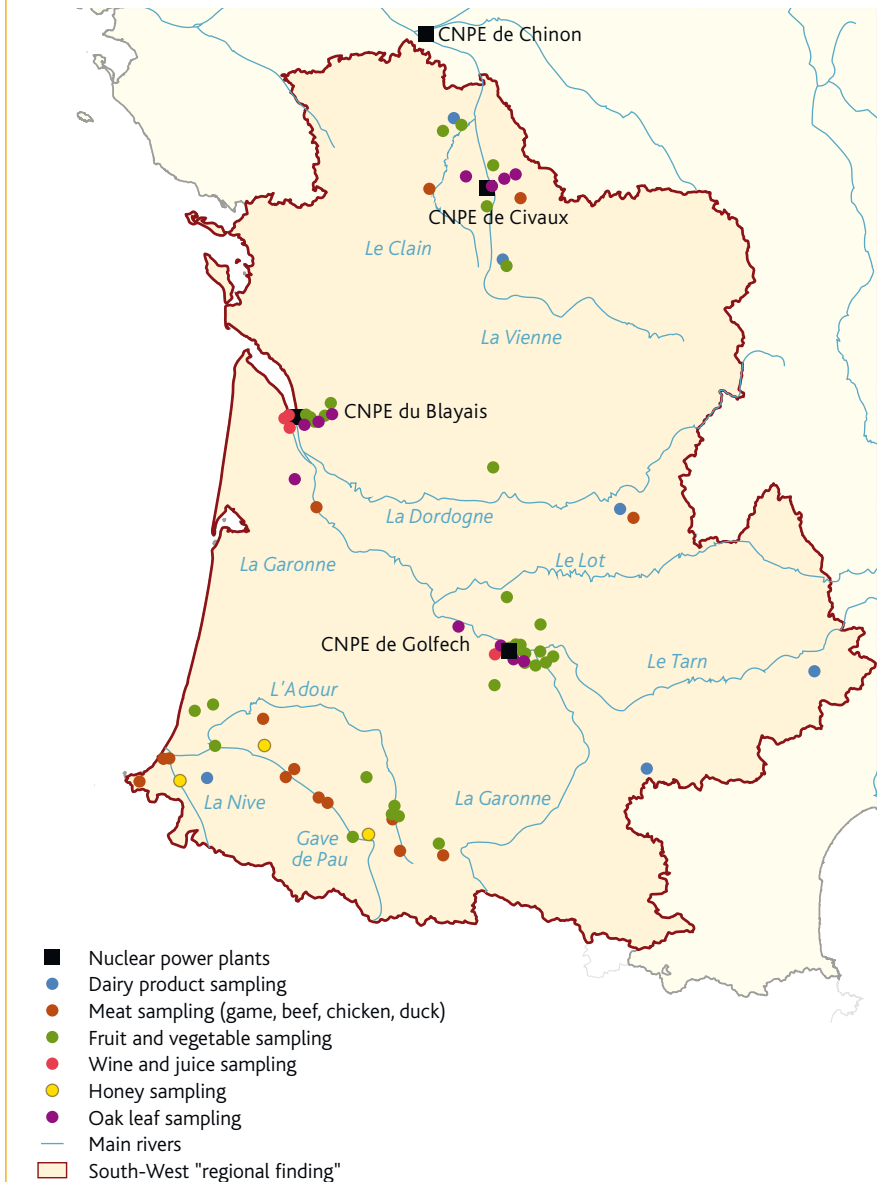 CNPE de Chinon
CNPE de Civaux
Le Clain
La Vienne
CNPE du Blayais
La Dordogne
La Garonne
Le Lot
CNPE de Golfech
Le Tarn
L'Adour
La Nive
La Garonne
Gave
de Pau
Nuclear power plants
Dairy product sampling
Meat sampling (game, beef, chicken, duck)
Fruit and vegetable sampling
Wine and juice sampling
Honey sampling
Oak leaf sampling
Main rivers
South-West "regional finding"